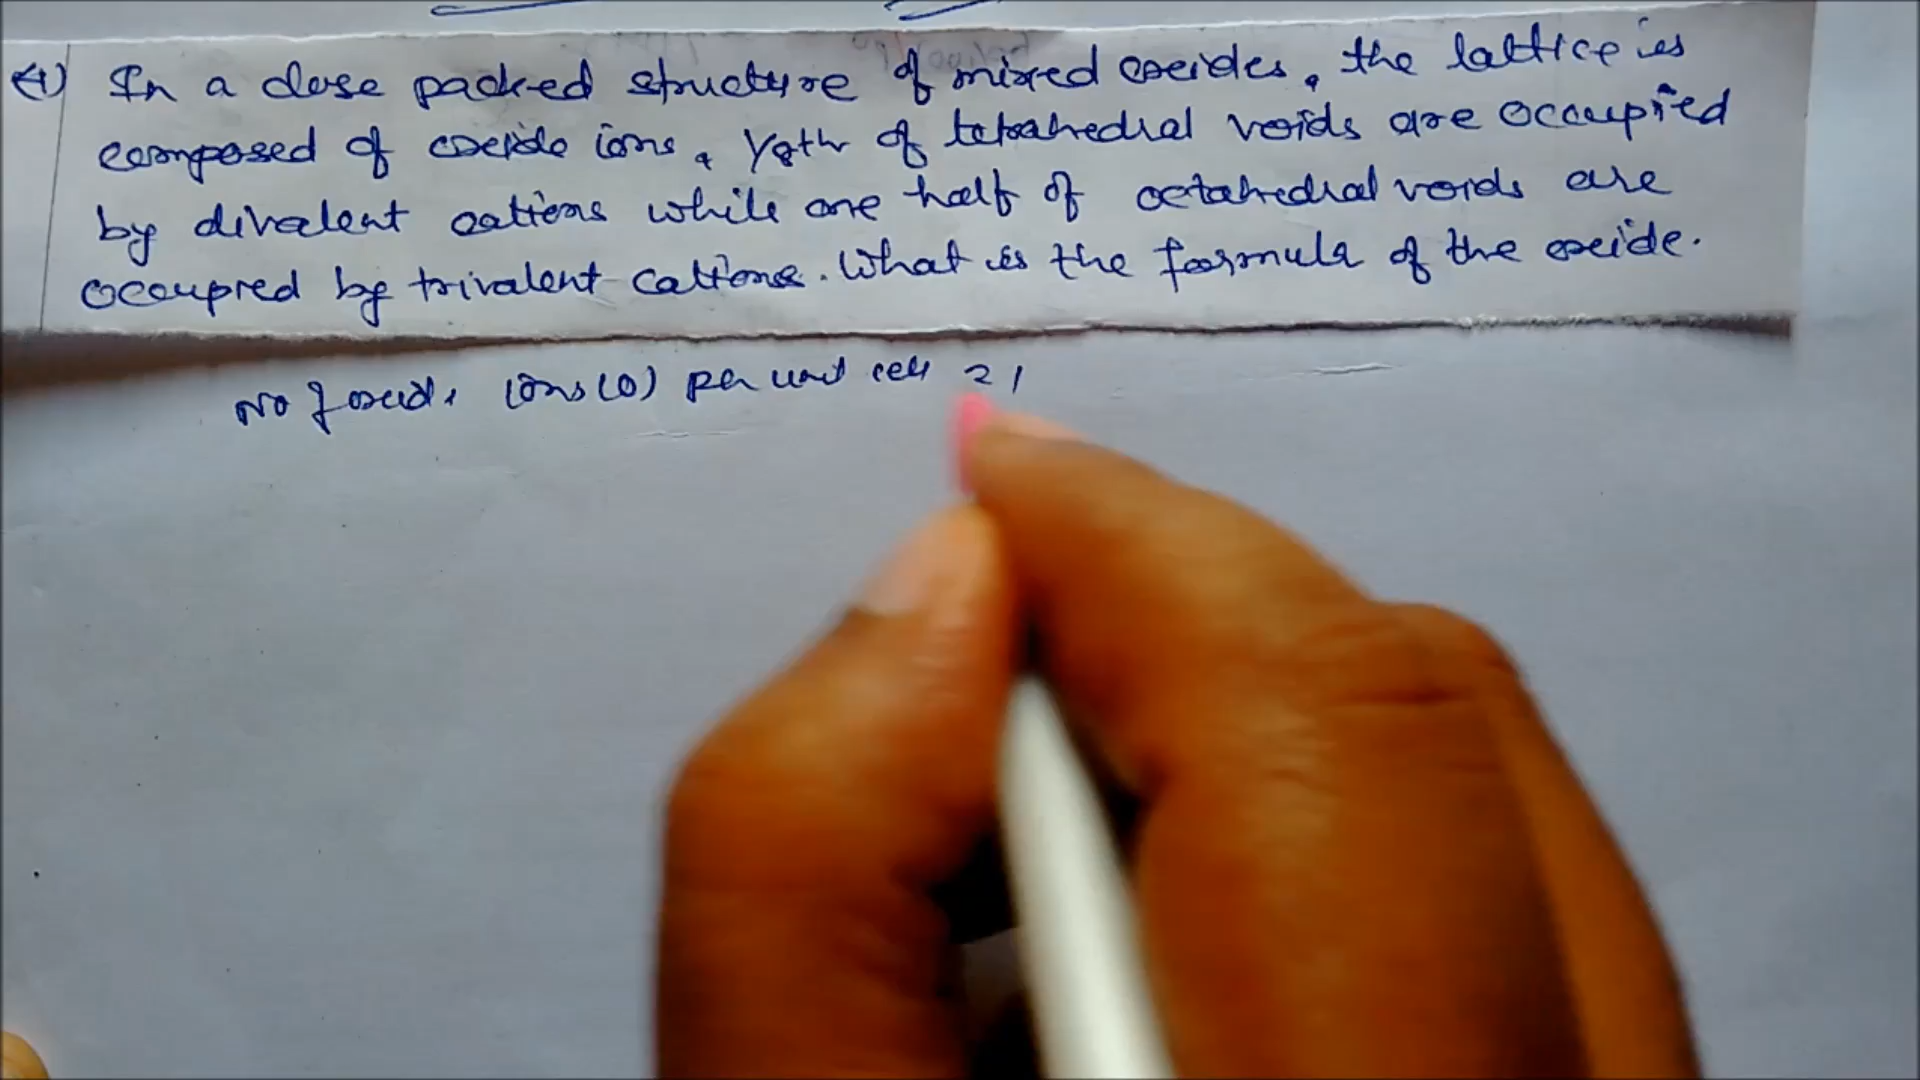 4) In a close packed structure of mixed oxides, the lattice is
composed of oxide ions, 1/8th of tetrahedral voids are occupied
by divalent cations while one half of octahedral voids are
occupied by trivalent cations. What is the formula of the oxide.
No of oxide ions (O) per unit cell = 1